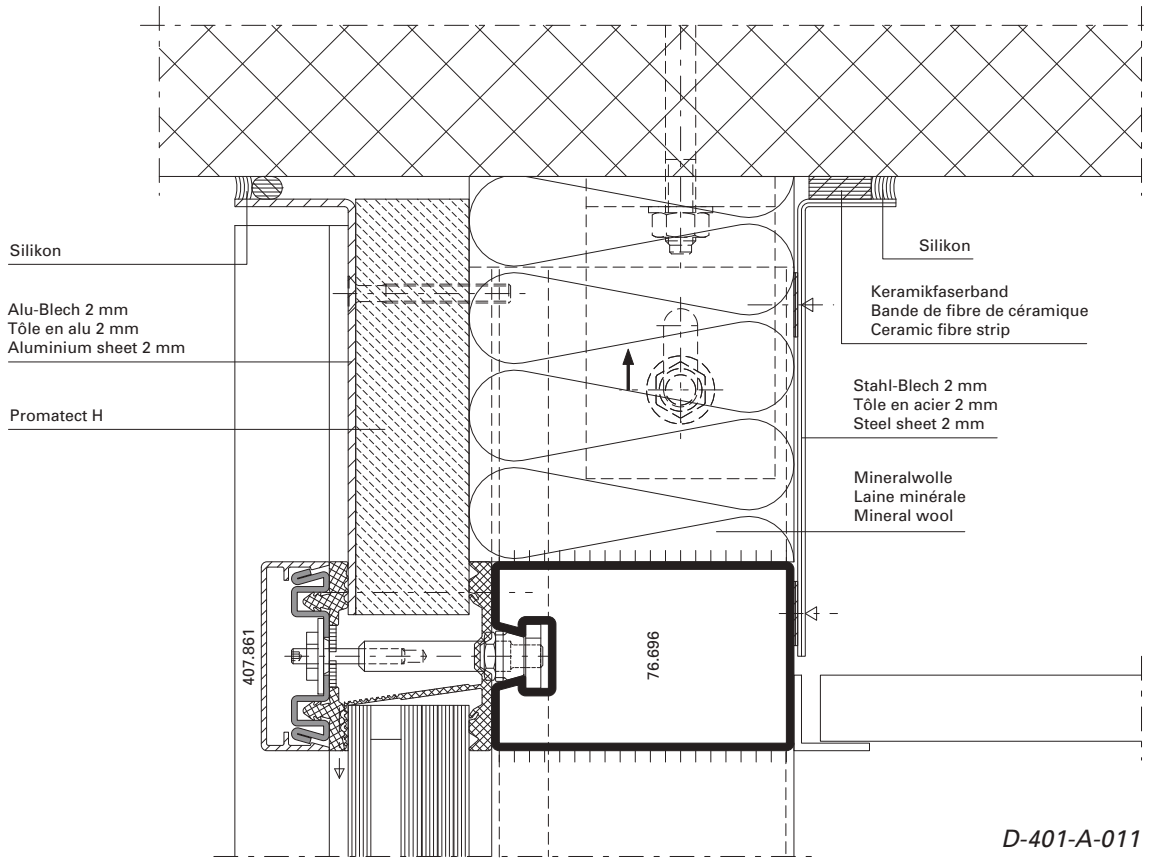 Silikon
Alu-Blech 2 mm
Tôle en alu 2 mm
Aluminium sheet 2 mm
Promatect H
Silikon
Keramikfaserband
Bande de fibre de céramique
Ceramic fibre strip
Stahl-Blech 2 mm
Tôle en acier 2 mm
Steel sheet 2 mm
Mineralwolle
Laine minérale
Mineral wool
407.861
76.696
D-401-A-011